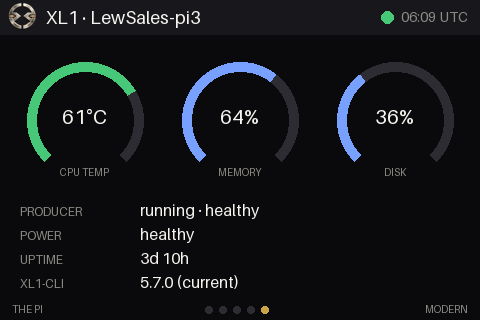 XL1 · LewSales-pi3
06:09 UTC
61°C
64%
36%
CPU TEMP
MEMORY
DISK
PRODUCER running · healthy
POWER healthy
UPTIME 3d 10h
XL1-CLI 5.7.0 (current)
THE PI
MODERN